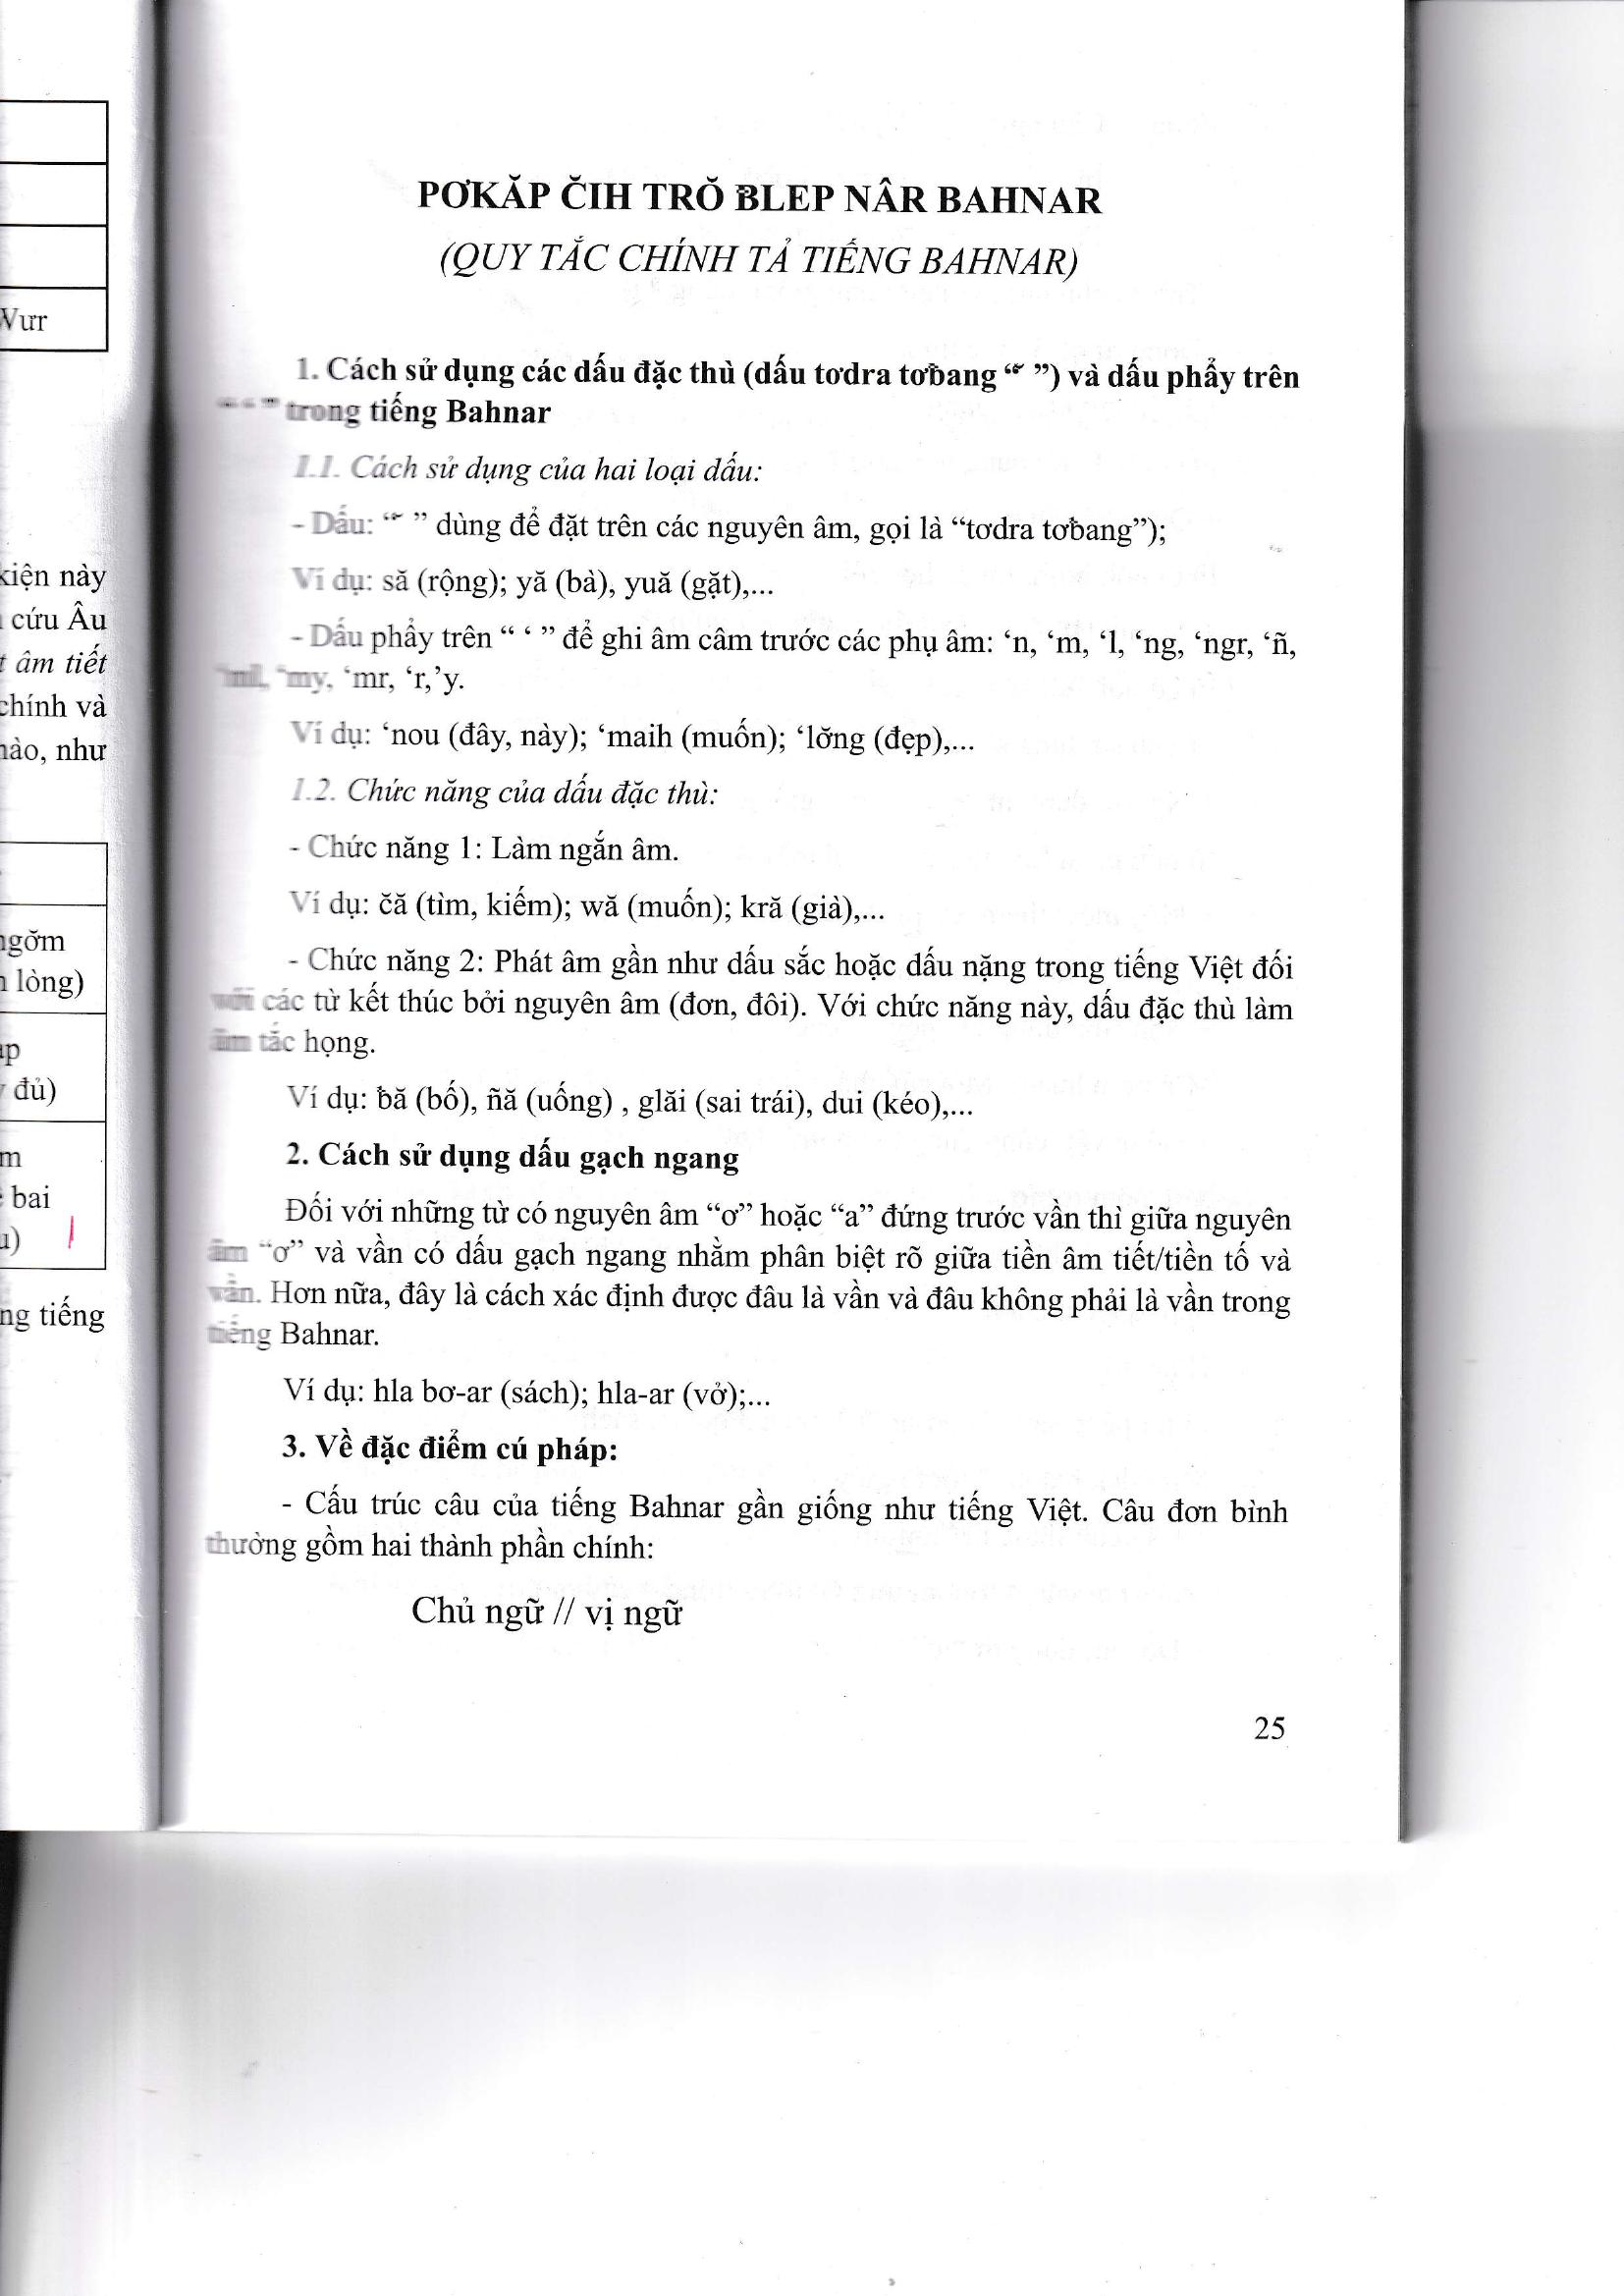 Wưr
kiện này
cứu Âu
âm tiết
chính và
nào, như
ngơ̆m
lòng)
đủ)
bai
ng tiếng
PƠKĂP ČIH TRŎ ƀLEP NÂR BAHNAR
(QUY TẮC CHÍNH TẢ TIẾNG BAHNAR)
1. Cách sử dụng các dấu đặc thù (dấu tơdra tơƀang “˘ ”) và dấu phẩy trên
“ ‘ ” trong tiếng Bahnar
1.1. Cách sử dụng của hai loại dấu:
- Dấu: “˘ ” dùng để đặt trên các nguyên âm, gọi là “tơdra tơƀang”);
Ví dụ: să (rộng); yă (bà), yuă (gặt),...
- Dấu phẩy trên “ ‘ ” để ghi âm câm trước các phụ âm: ‘n, ‘m, ‘l, ‘ng, ‘ngr, ‘ñ,
‘ml, ‘my, ‘mr, ‘r,’y.
Ví dụ: ‘nou (đây, này); ‘maih (muốn); ‘lơ̆ng (đẹp),...
1.2. Chức năng của dấu đặc thù:
- Chức năng 1: Làm ngắn âm.
Ví dụ: čă (tìm, kiếm); wă (muốn); kră (già),...
- Chức năng 2: Phát âm gần như dấu sắc hoặc dấu nặng trong tiếng Việt đối
với các từ kết thúc bởi nguyên âm (đơn, đôi). Với chức năng này, dấu đặc thù làm
âm tắc họng.
Ví dụ: ƀă (bố), ñă (uống) , glăi (sai trái), dui (kéo),...
2. Cách sử dụng dấu gạch ngang
Đối với những từ có nguyên âm “ơ” hoặc “a” đứng trước vần thì giữa nguyên
âm “ơ” và vần có dấu gạch ngang nhằm phân biệt rõ giữa tiền âm tiết/tiền tố và
vần. Hơn nữa, đây là cách xác định được đâu là vần và đâu không phải là vần trong
tiếng Bahnar.
Ví dụ: hla bơ-ar (sách); hla-ar (vở);...
3. Về đặc điểm cú pháp:
- Cấu trúc câu của tiếng Bahnar gần giống như tiếng Việt. Câu đơn bình
thường gồm hai thành phần chính:
Chủ ngữ // vị ngữ
25